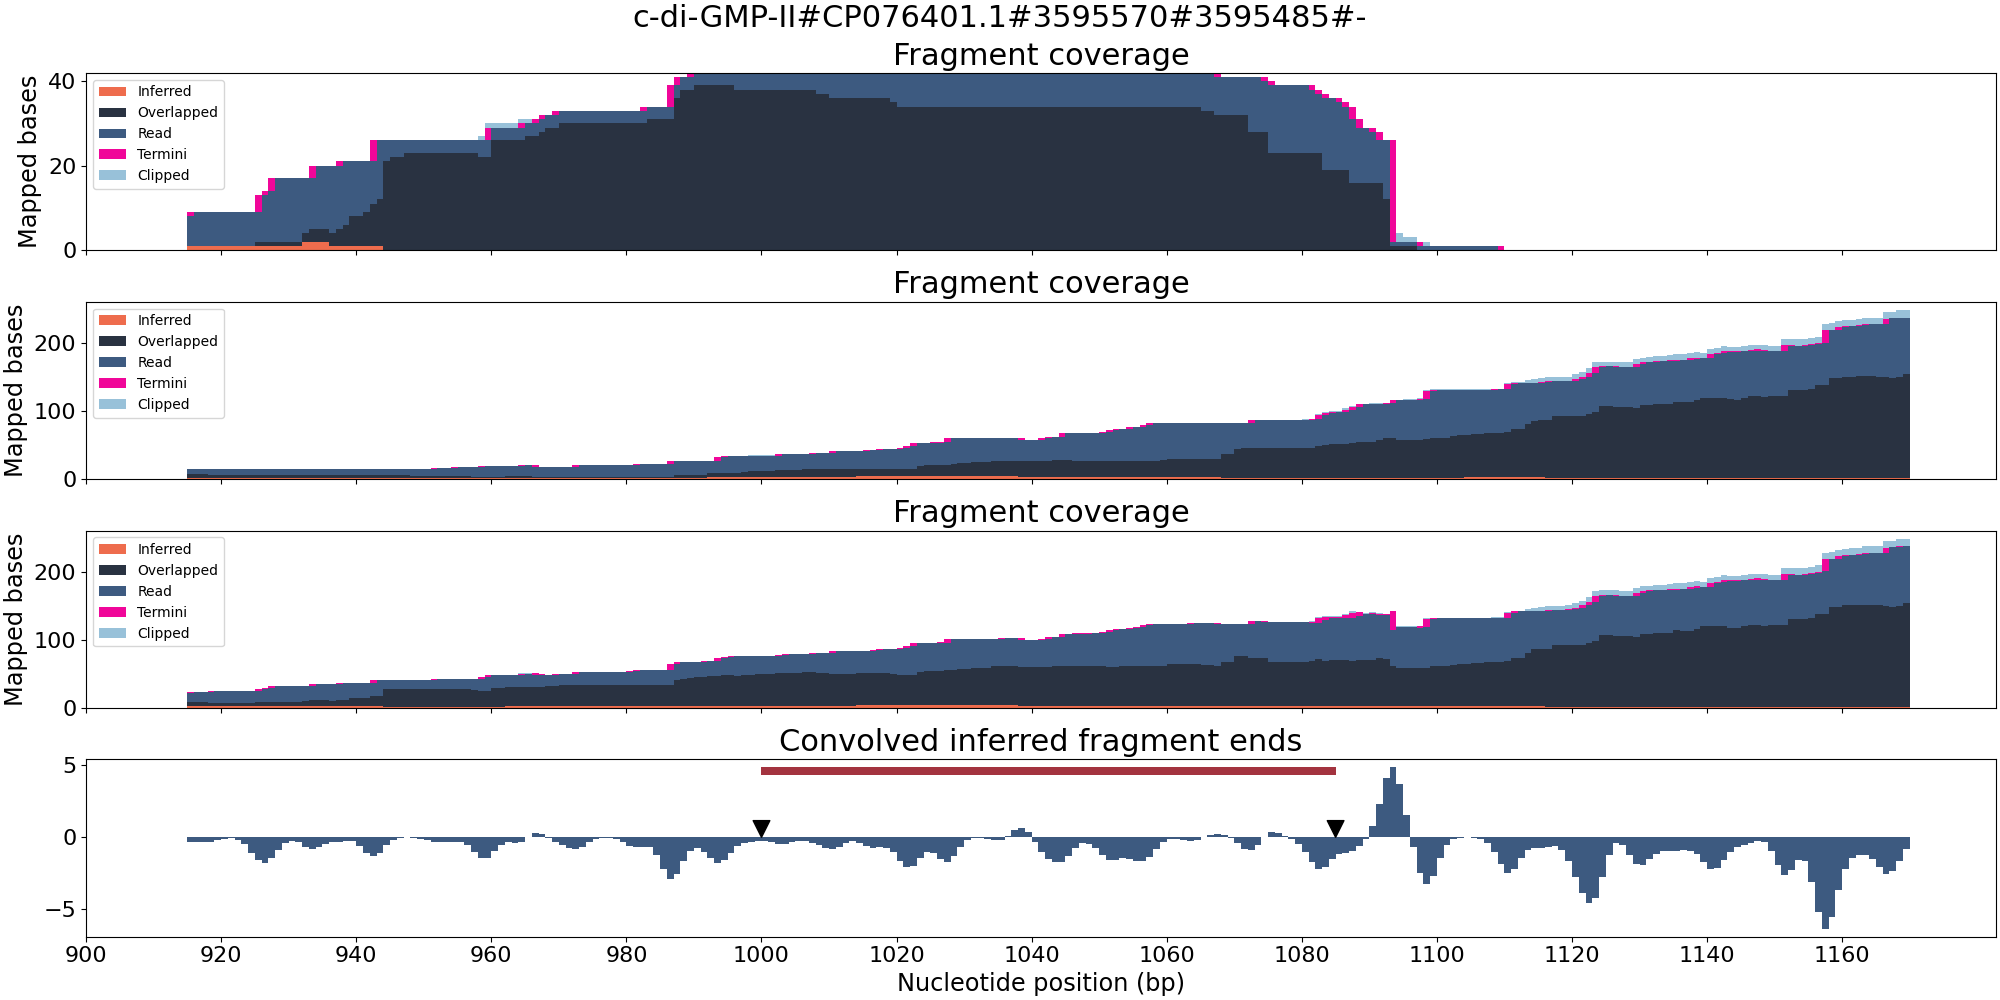 c-di-GMP-II#CP076401.1#3595570#3595485#-
Fragment coverage
Mapped bases
40
20
0
Inferred
Overlapped
Read
Termini
Clipped
Fragment coverage
Mapped bases
200
100
0
Inferred
Overlapped
Read
Termini
Clipped
Fragment coverage
Mapped bases
200
100
0
Inferred
Overlapped
Read
Termini
Clipped
Convolved inferred fragment ends
5
0
−5
900 920 940 960 980 1000 1020 1040 1060 1080 1100 1120 1140 1160
Nucleotide position (bp)